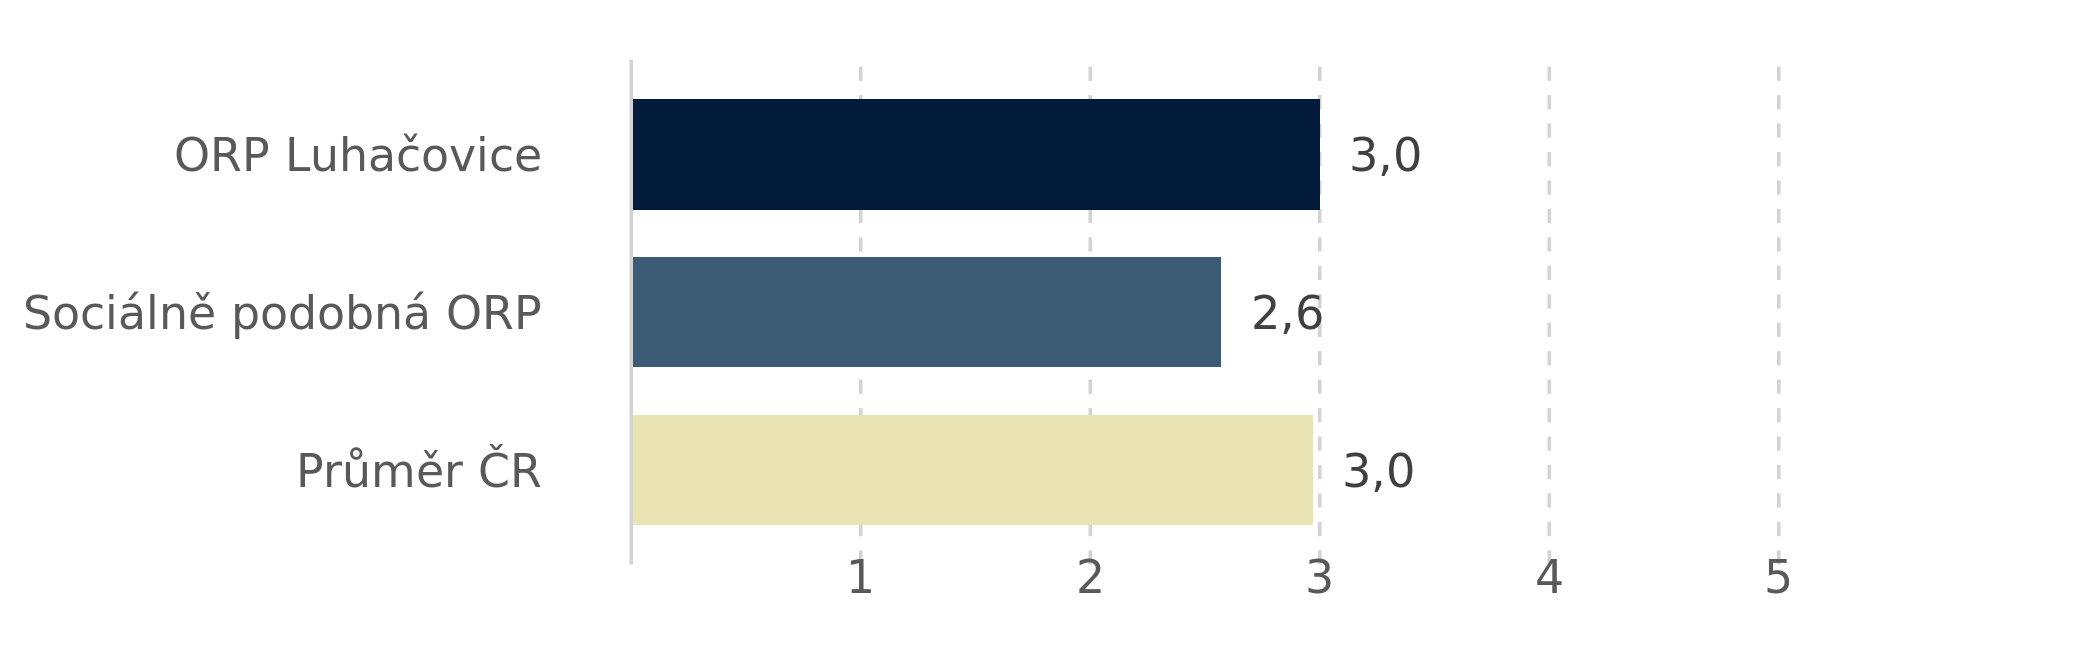 ORP Luhačovice 3,0
Sociálně podobná ORP 2,6
Průměr ČR 3,0
1 2 3 4 5